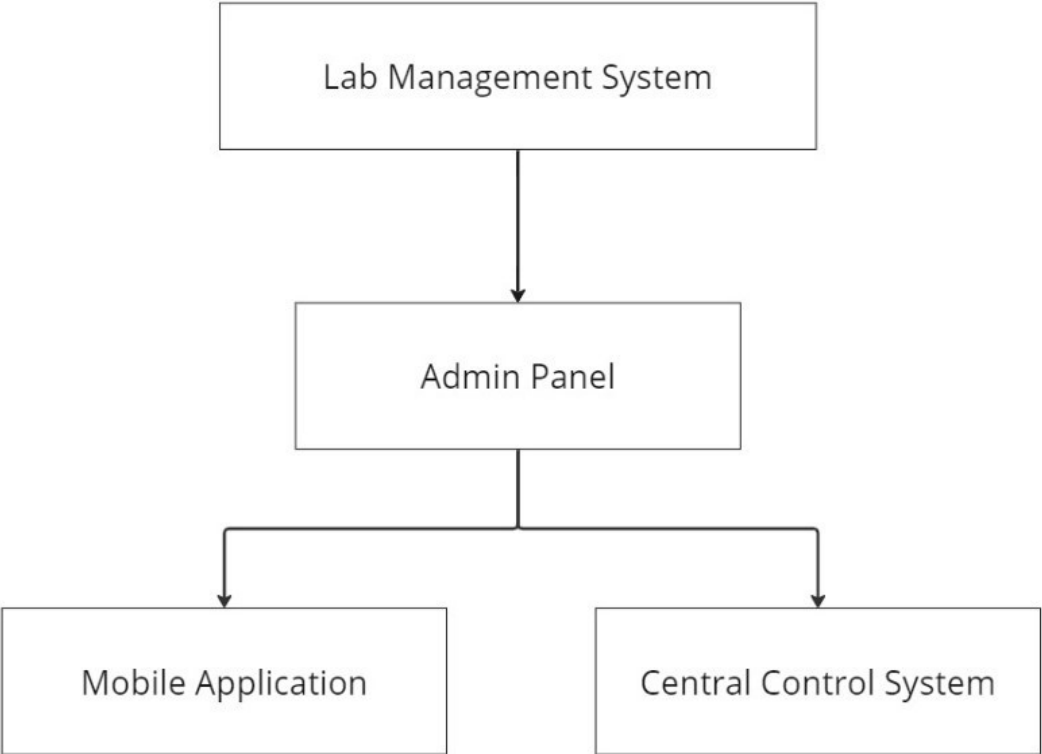 Lab Management System
Admin Panel
Mobile Application
Central Control System